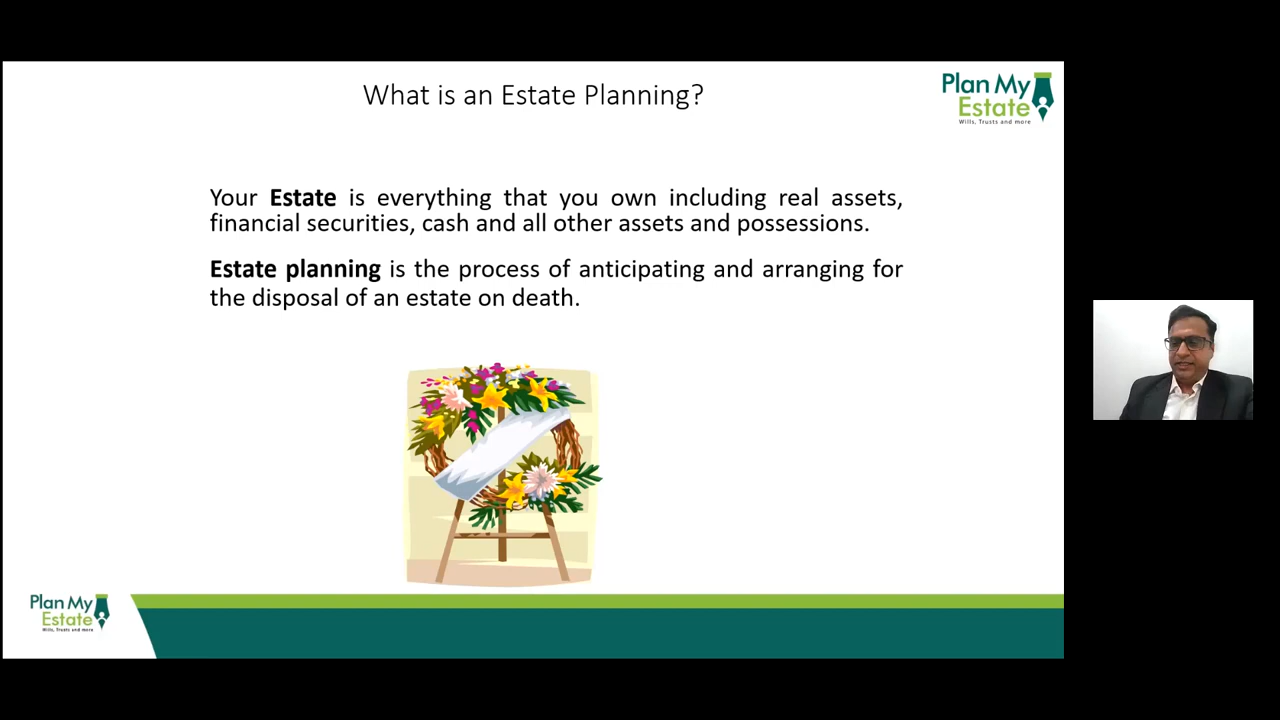 What is an Estate Planning?
Plan My
Estate
Wills, Trusts and more
Your Estate is everything that you own including real assets,
financial securities, cash and all other assets and possessions.
Estate planning is the process of anticipating and arranging for
the disposal of an estate on death.
Plan My
Estate
Wills, Trusts and more